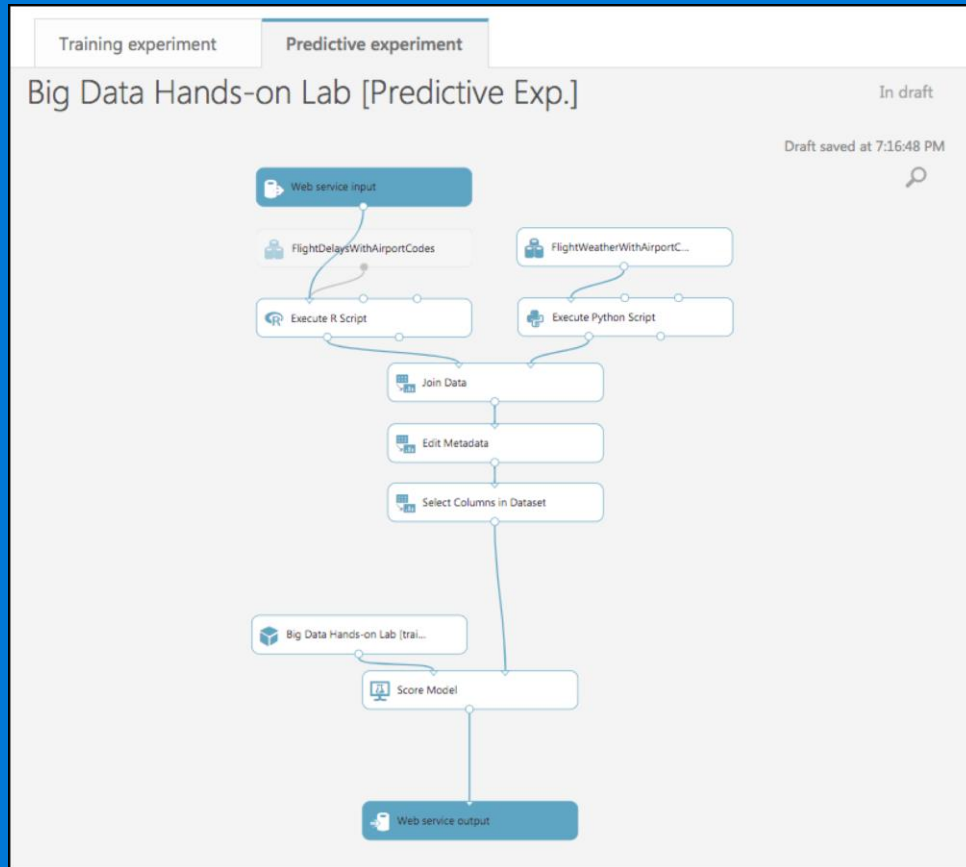 Training experiment
Predictive experiment
Big Data Hands-on Lab [Predictive Exp.]
In draft
Draft saved at 7:16:48 PM
Web service input
FlightDelaysWithAirportCodes
FlightWeatherWithAirportC...
Execute R Script
Execute Python Script
Join Data
Edit Metadata
Select Columns in Dataset
Big Data Hands-on Lab [trai...
Score Model
Web service output